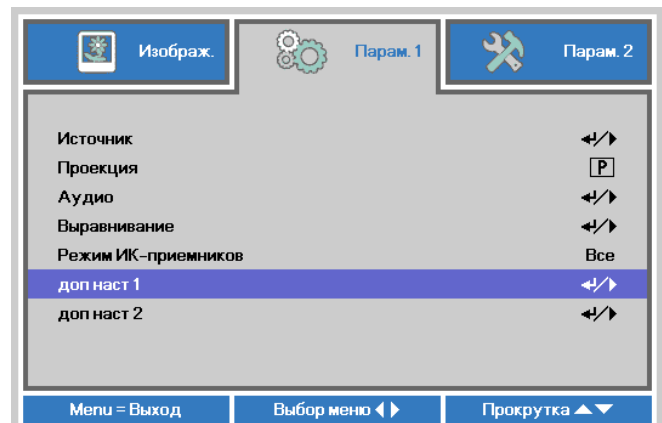 Изображ.
Парам. 1
Парам. 2
Источник
Проекция P
Аудио
Выравнивание
Режим ИК-приемников Все
доп наст 1
доп наст 2
Menu = Выход
Выбор меню
Прокрутка